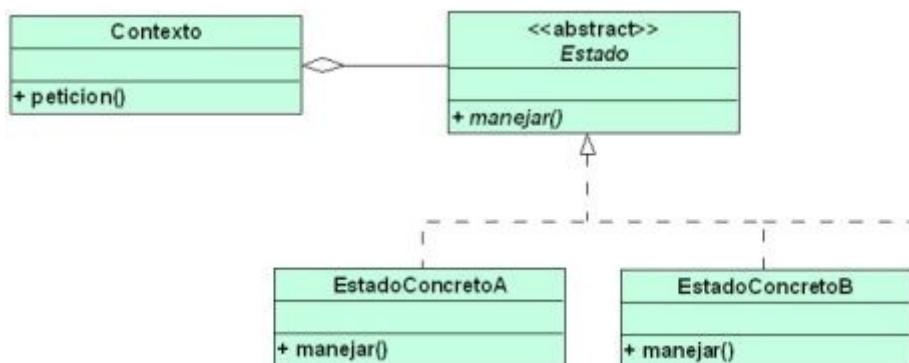 Contexto
+ peticion()
<<abstract>>
Estado
+ manejar()
EstadoConcretoA
+ manejar()
EstadoConcretoB
+ manejar()